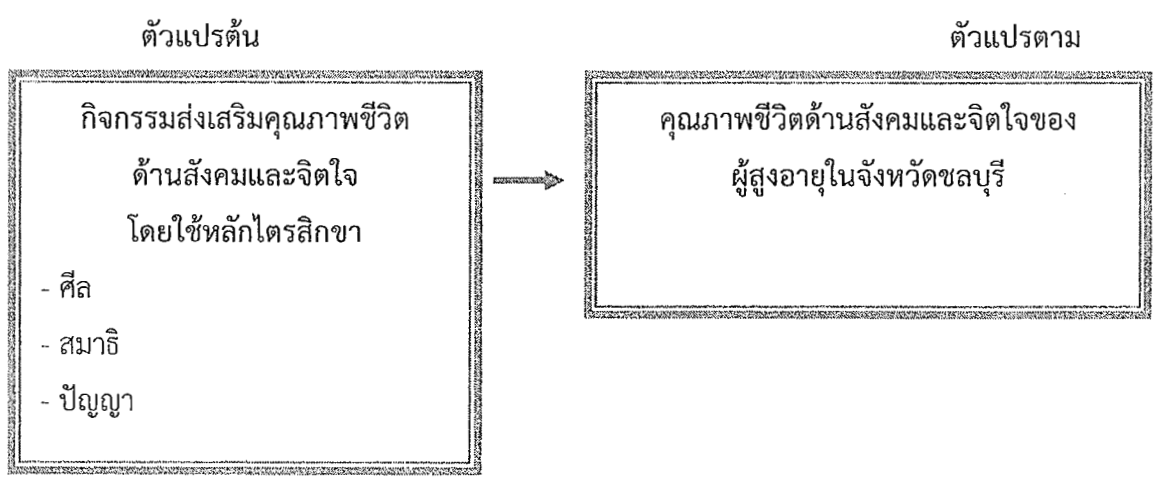 ตัวแปรต้น
กิจกรรมส่งเสริมคุณภาพชีวิต
ด้านสังคมและจิตใจ
โดยใช้หลักไตรสิกขา
- ศีล
- สมาธิ
- ปัญญา
ตัวแปรตาม
คุณภาพชีวิตด้านสังคมและจิตใจของ
ผู้สูงอายุในจังหวัดชลบุรี